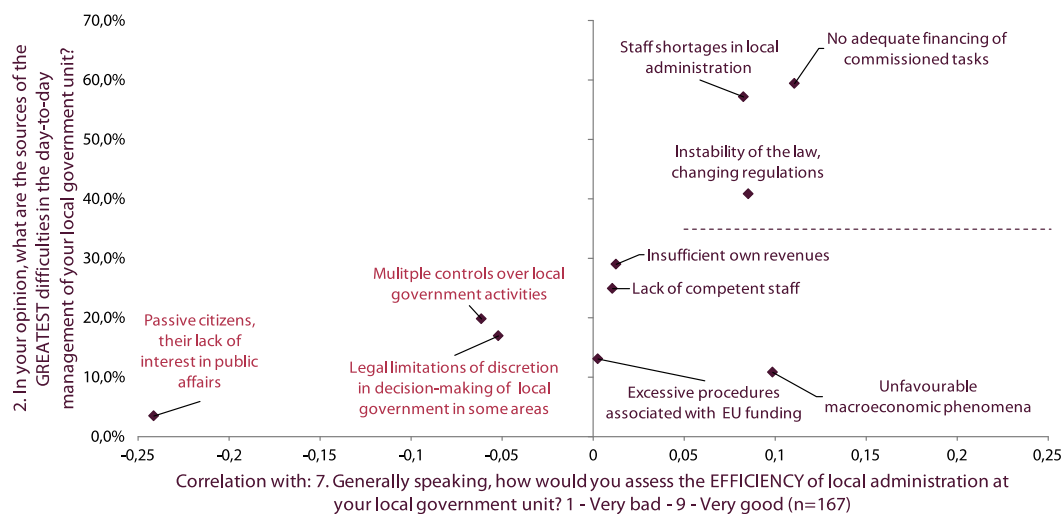 2. In your opinion, what are the sources of the
GREATEST difficulties in the day-to-day
management of your local government unit?
70,0%
60,0%
50,0%
40,0%
30,0%
20,0%
10,0%
0,0%
Staff shortages in local
administration
No adequate financing of
commissioned tasks
Instability of the law,
changing regulations
Insufficient own revenues
Lack of competent staff
Mulitple controls over local
government activities
Passive citizens,
their lack of
interest in public
affairs
Legal limitations of discretion
in decision-making of local
government in some areas
Excessive procedures
associated with EU funding
Unfavourable
macroeconomic phenomena
-0,25 -0,2 -0,15 -0,1 -0,05 0 0,05 0,1 0,15 0,2 0,25
Correlation with: 7. Generally speaking, how would you assess the EFFICIENCY of local administration at
your local government unit? 1 - Very bad - 9 - Very good (n=167)